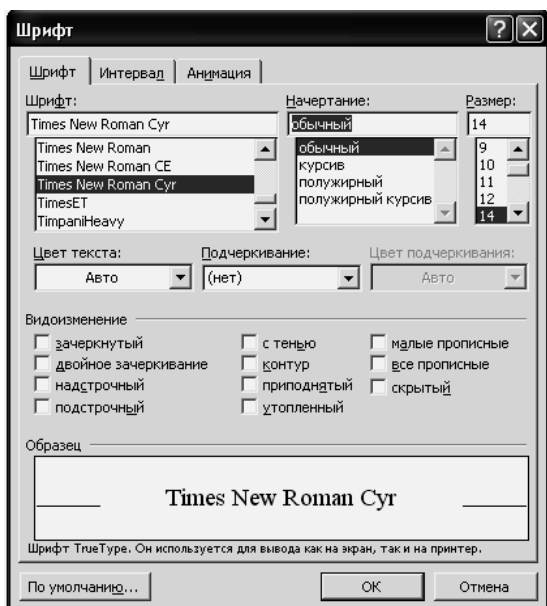 Шрифт
Шрифт Интервал Анимация
Шрифт: Начертание: Размер:
Times New Roman Cyr обычный 14
Times New Roman обычный 9
Times New Roman CE курсив 10
Times New Roman Cyr полужирный 11
TimesET полужирный курсив 12
TimpaniHeavy 14
Цвет текста: Подчеркивание: Цвет подчеркивания:
Авто (нет) Авто
Видоизменение
зачеркнутый с тенью малые прописные
двойное зачеркивание контур все прописные
надстрочный приподнятый скрытый
подстрочный утопленный
Образец
Times New Roman Cyr
Шрифт TrueType. Он используется для вывода как на экран, так и на принтер.
По умолчанию... OK Отмена